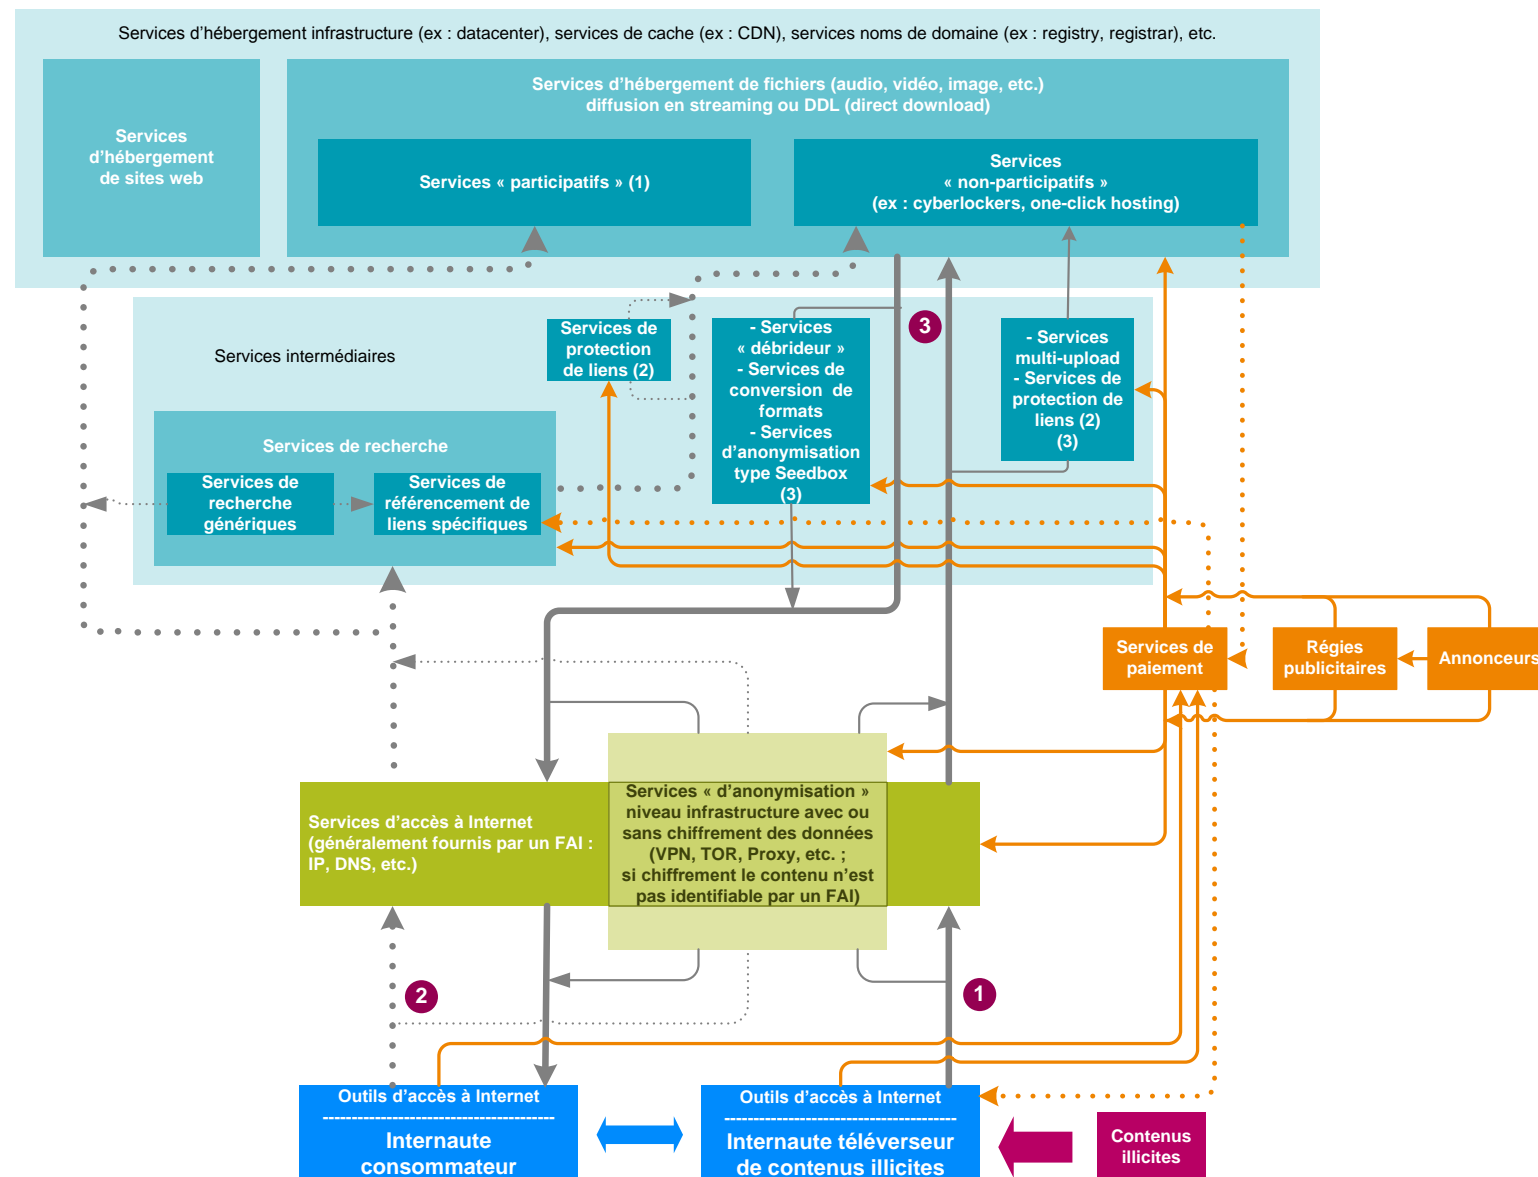 Services d'hébergement infrastructure (ex : datacenter), services de cache (ex : CDN), services noms de domaine (ex : registry, registrar), etc.
Services
d'hébergement
de sites web
Services d'hébergement de fichiers (audio, vidéo, image, etc.)
diffusion en streaming ou DDL (direct download)
Services « participatifs » (1)
Services
« non-participatifs »
(ex : cyberlockers, one-click hosting)
Services intermédiaires
Services de
protection
de liens (2)
- Services
« débrideur »
- Services de
conversion de
formats
- Services
d'anonymisation
type Seedbox
(3)
3
- Services
multi-upload
- Services de
protection de
liens (2)
(3)
Services de recherche
Services de
recherche
génériques
Services de
référencement de
liens spécifiques
Services de
paiement
Régies
publicitaires
Annonceurs
Services d'accès à Internet
(généralement fournis par un FAI :
IP, DNS, etc.)
Services « d'anonymisation »
niveau infrastructure avec ou
sans chiffrement des données
(VPN, TOR, Proxy, etc. ;
si chiffrement le contenu n'est
pas identifiable par un FAI)
2
1
Outils d'accès à Internet
----------------------------------------
Internaute
consommateur
Outils d'accès à Internet
----------------------------------------
Internaute téléverseur
de contenus illicites
Contenus
illicites